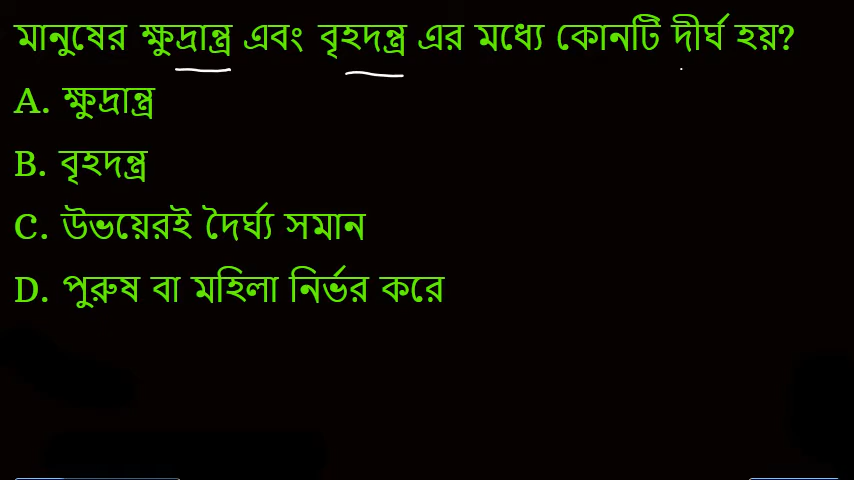 মানুষের ক্ষুদ্রান্ত্র এবং বৃহদন্ত্র এর মধ্যে কোনটি দীর্ঘ হয়?
A. ক্ষুদ্রান্ত্র
B. বৃহদন্ত্র
C. উভয়েরই দৈর্ঘ্য সমান
D. পুরুষ বা মহিলা নির্ভর করে